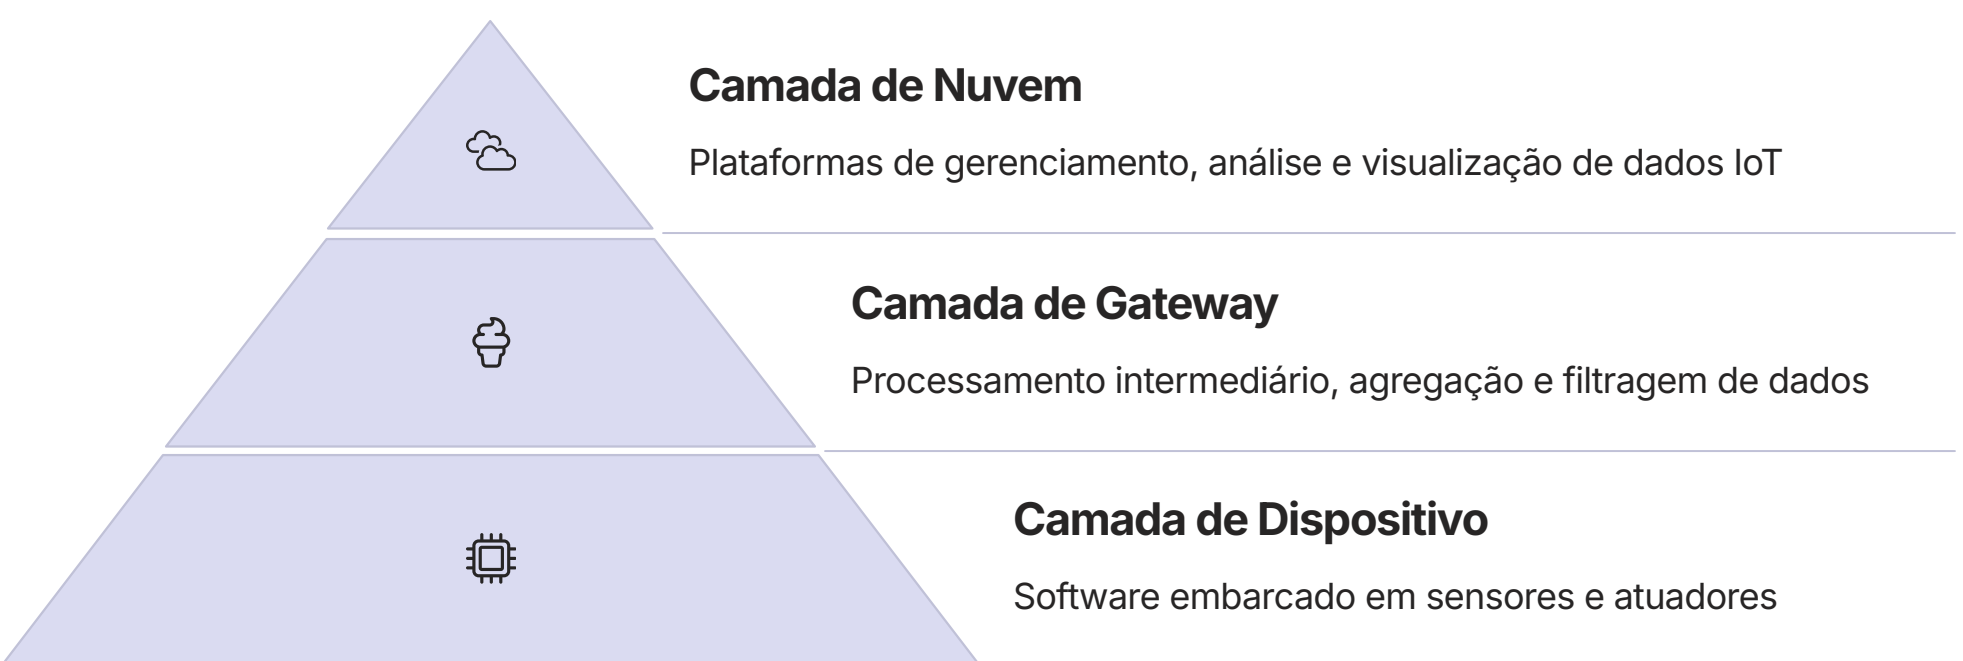 Camada de Nuvem
Plataformas de gerenciamento, análise e visualização de dados IoT
Camada de Gateway
Processamento intermediário, agregação e filtragem de dados
Camada de Dispositivo
Software embarcado em sensores e atuadores